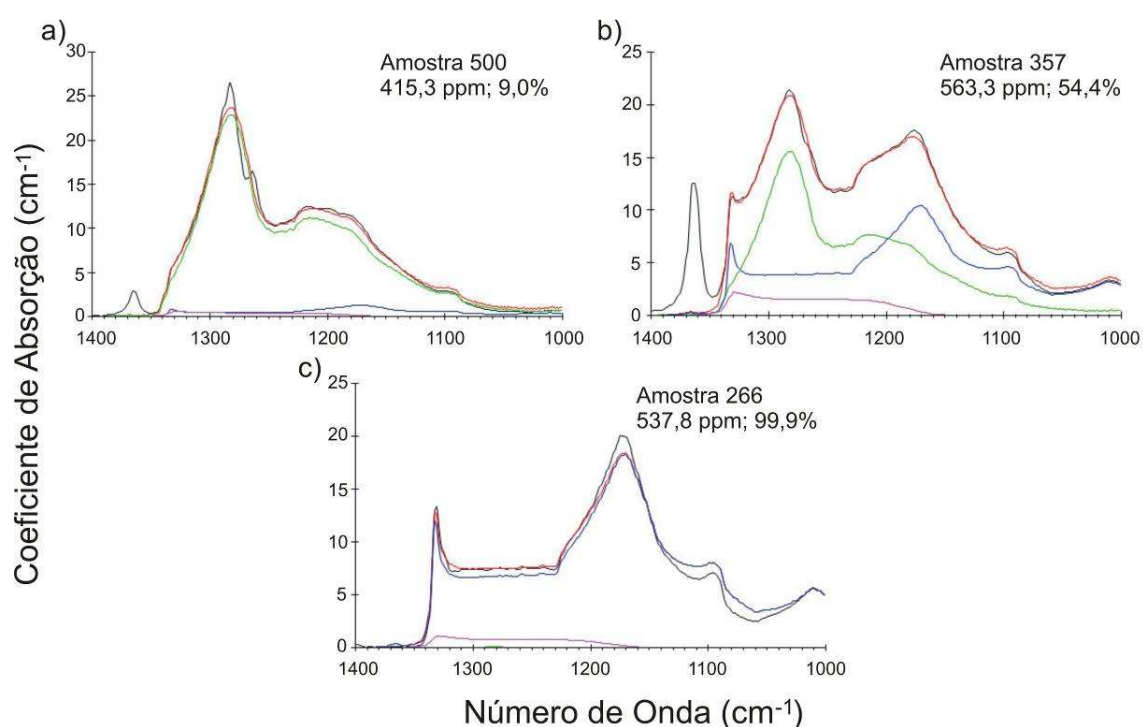 a)
Amostra 500
415,3 ppm; 9,0%
30
25
20
15
10
5
0
1400 1300 1200 1100 1000
b)
Amostra 357
563,3 ppm; 54,4%
25
20
15
10
5
0
1400 1300 1200 1100 1000
c)
Amostra 266
537,8 ppm; 99,9%
25
20
15
10
5
0
1400 1300 1200 1100 1000
Coeficiente de Absorção (cm-1)
Número de Onda (cm-1)